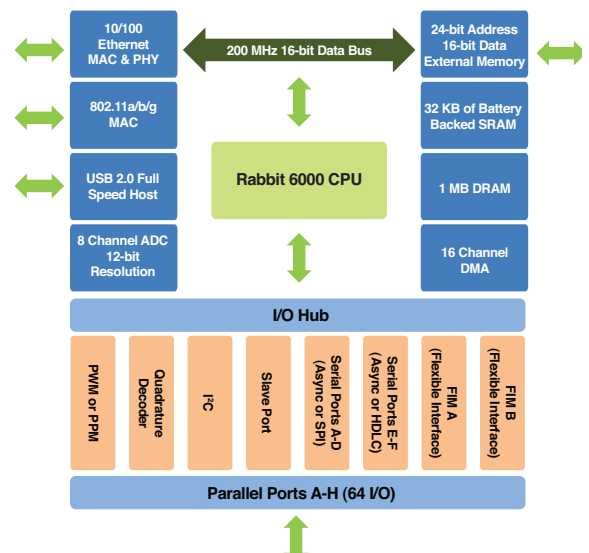 10/100
Ethernet
MAC & PHY
200 MHz 16-bit Data Bus
24-bit Address
16-bit Data
External Memory
802.11a/b/g
MAC
32 KB of Battery
Backed SRAM
Rabbit 6000 CPU
USB 2.0 Full
Speed Host
1 MB DRAM
8 Channel ADC
12-bit
Resolution
16 Channel
DMA
I/O Hub
PWM or PPM
Quadrature
Decoder
I²C
Slave Port
Serial Ports A-D
(Async or SPI)
Serial Ports E-F
(Async or HDLC)
FIM A
(Flexible Interface)
FIM B
(Flexible Interface)
Parallel Ports A-H (64 I/O)